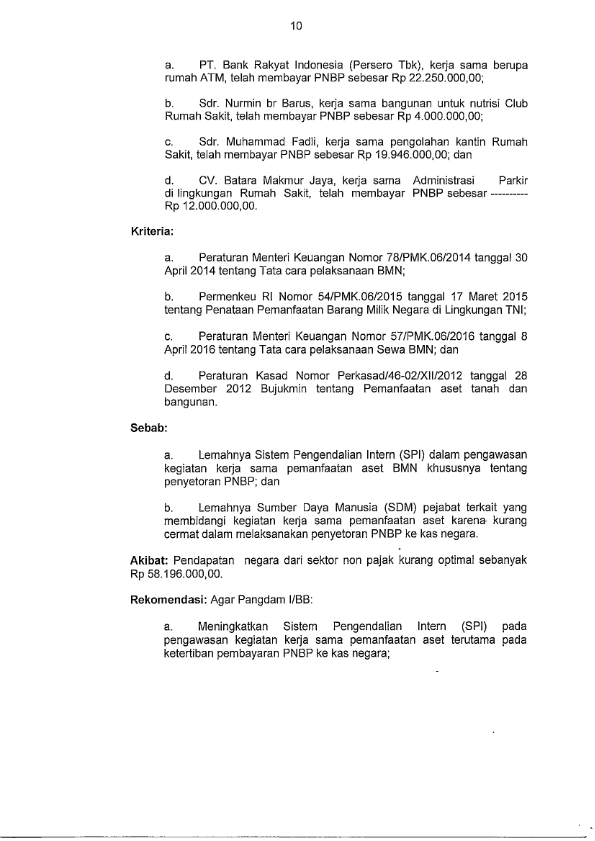 10
a. PT. Bank Rakyat Indonesia (Persero Tbk), kerja sama berupa
rumah ATM, telah membayar PNBP sebesar Rp 22.250.000,00;
b. Sdr. Nurmin br Barus, kerja sama bangunan untuk nutrisi Club
Rumah Sakit, telah membayar PNBP sebesar Rp 4.000.000,00;
c. Sdr. Muhammad Fadli, kerja sama pengolahan kantin Rumah
Sakit, telah membayar PNBP sebesar Rp 19.946.000,00; dan
d. CV. Batara Makmur Jaya, kerja sama Administrasi Parkir
di lingkungan Rumah Sakit, telah membayar PNBP sebesar ----------
Rp 12.000.000,00.
Kriteria:
a. Peraturan Menteri Keuangan Nomor 78/PMK.06/2014 tanggal 30
April 2014 tentang Tata cara pelaksanaan BMN;
b. Permenkeu RI Nomor 54/PMK.06/2015 tanggal 17 Maret 2015
tentang Penataan Pemanfaatan Barang Milik Negara di Lingkungan TNI;
c. Peraturan Menteri Keuangan Nomor 57/PMK.06/2016 tanggal 8
April 2016 tentang Tata cara pelaksanaan Sewa BMN; dan
d. Peraturan Kasad Nomor Perkasad/46-02/XII/2012 tanggal 28
Desember 2012 Bujukmin tentang Pemanfaatan aset tanah dan
bangunan.
Sebab:
a. Lemahnya Sistem Pengendalian Intern (SPI) dalam pengawasan
kegiatan kerja sama pemanfaatan aset BMN khususnya tentang
penyetoran PNBP; dan
b. Lemahnya Sumber Daya Manusia (SDM) pejabat terkait yang
membidangi kegiatan kerja sama pemanfaatan aset karena kurang
cermat dalam melaksanakan penyetoran PNBP ke kas negara.
Akibat: Pendapatan negara dari sektor non pajak kurang optimal sebanyak
Rp 58.196.000,00.
Rekomendasi: Agar Pangdam I/BB:
a. Meningkatkan Sistem Pengendalian Intern (SPI) pada
pengawasan kegiatan kerja sama pemanfaatan aset terutama pada
ketertiban pembayaran PNBP ke kas negara;